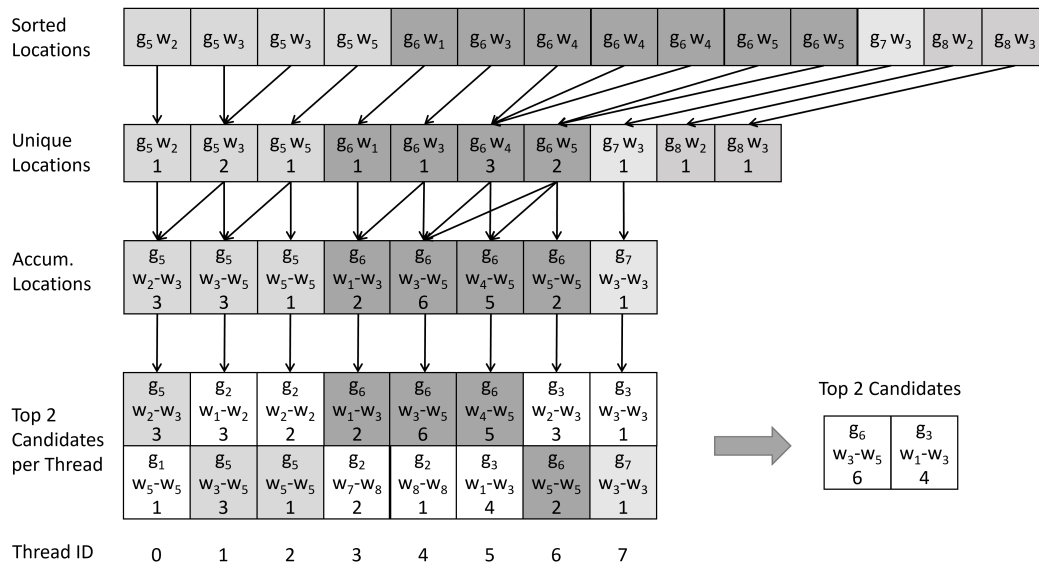 Sorted Locations
g₅ w₂ g₅ w₃ g₅ w₃ g₅ w₅ g₆ w₁ g₆ w₃ g₆ w₄ g₆ w₄ g₆ w₄ g₆ w₅ g₆ w₅ g₇ w₃ g₈ w₂ g₈ w₃
Unique Locations
g₅ w₂ g₅ w₃ g₅ w₅ g₆ w₁ g₆ w₃ g₆ w₄ g₆ w₅ g₇ w₃ g₈ w₂ g₈ w₃
1 2 1 1 1 3 2 1 1 1
Accum. Locations
g₅ g₅ g₅ g₆ g₆ g₆ g₆ g₇
w₂-w₃ w₃-w₅ w₅-w₅ w₁-w₃ w₃-w₅ w₄-w₅ w₅-w₅ w₃-w₃
3 3 1 2 6 5 2 1
Top 2 Candidates per Thread
g₅ g₂ g₂ g₆ g₆ g₆ g₃ g₃
w₂-w₃ w₁-w₂ w₂-w₂ w₁-w₃ w₃-w₅ w₄-w₅ w₂-w₃ w₃-w₃
3 3 2 2 6 5 3 1
g₁ g₅ g₅ g₂ g₂ g₃ g₆ g₇
w₅-w₅ w₃-w₅ w₅-w₅ w₇-w₈ w₈-w₈ w₁-w₃ w₅-w₅ w₃-w₃
1 3 1 2 1 4 2 1
Thread ID 0 1 2 3 4 5 6 7
Top 2 Candidates
g₆ g₃
w₃-w₅ w₁-w₃
6 4